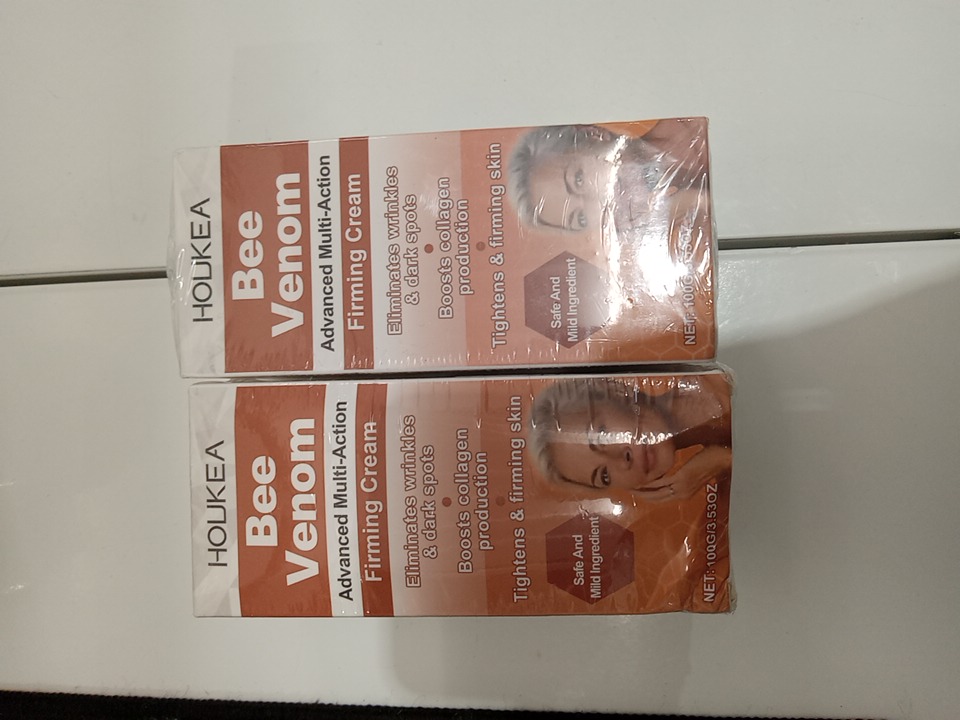 HOUKEA
Bee
Venom
Advanced Multi-Action
Firming Cream
Eliminates wrinkles
& dark spots
Boosts collagen
production
Tightens & firming skin
Safe And
Mild Ingredient
NET: 100G
HOUKEA
Bee
Venom
Advanced Multi-Action
Firming Cream
Eliminates wrinkles
& dark spots
Boosts collagen
production
Tightens & firming skin
Safe And
Mild Ingredient
NET: 100G/3.53OZ